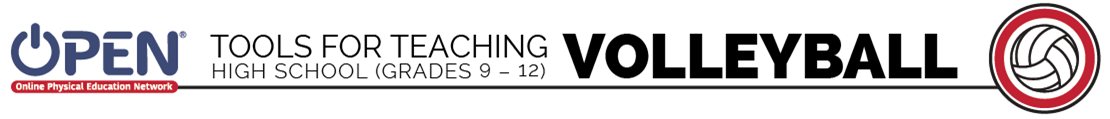 OPEN®
Online Physical Education Network
TOOLS FOR TEACHING
HIGH SCHOOL (GRADES 9 – 12)
VOLLEYBALL